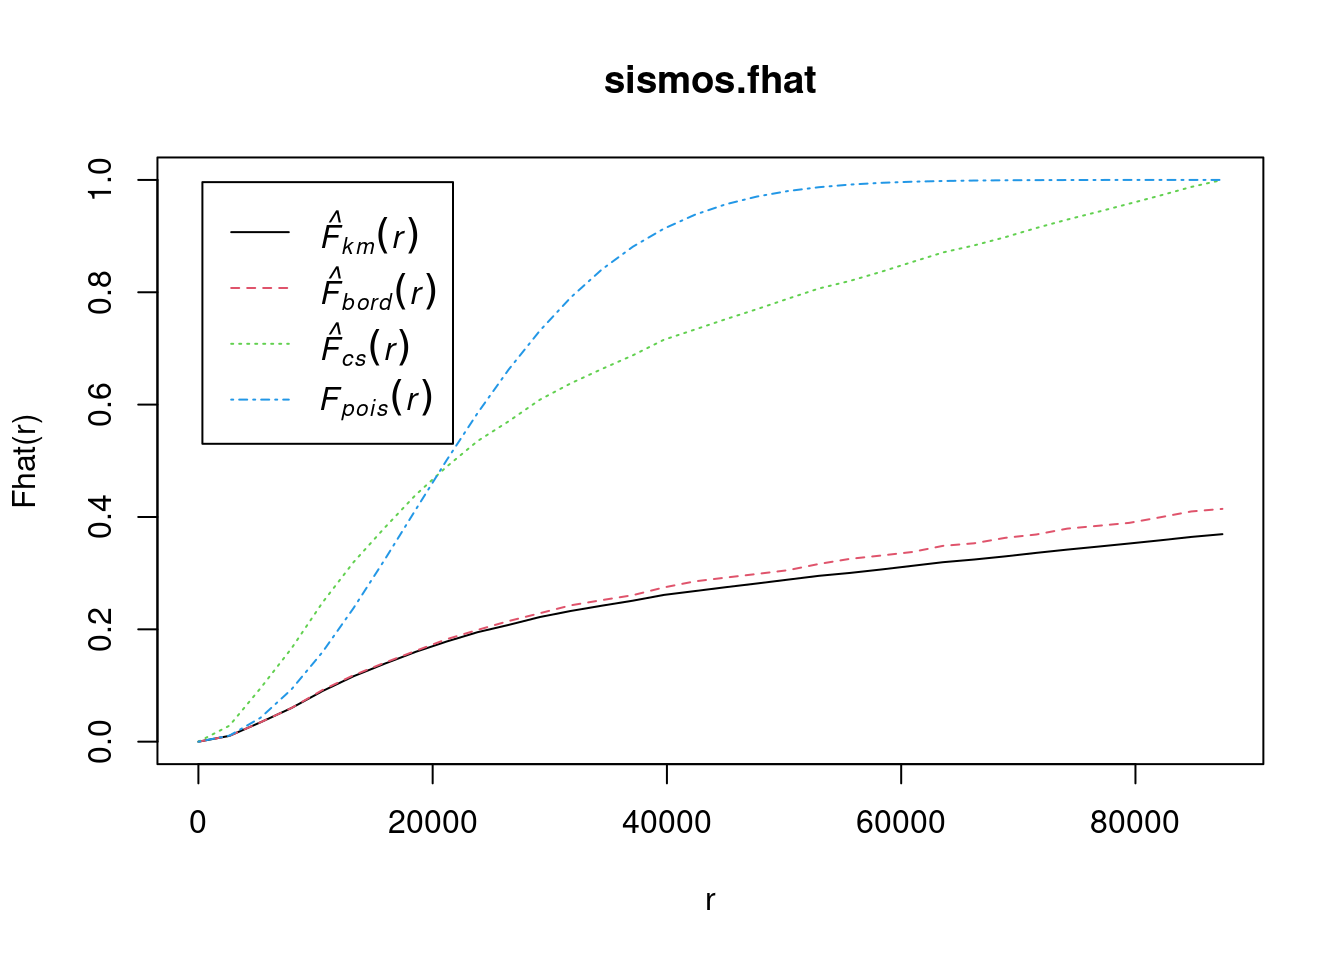 sismos.fhat
Fhat(r)
1.0
0.8
0.6
0.4
0.2
0.0
F̂km(r)
F̂bord(r)
F̂cs(r)
Fpois(r)
0 20000 40000 60000 80000
r